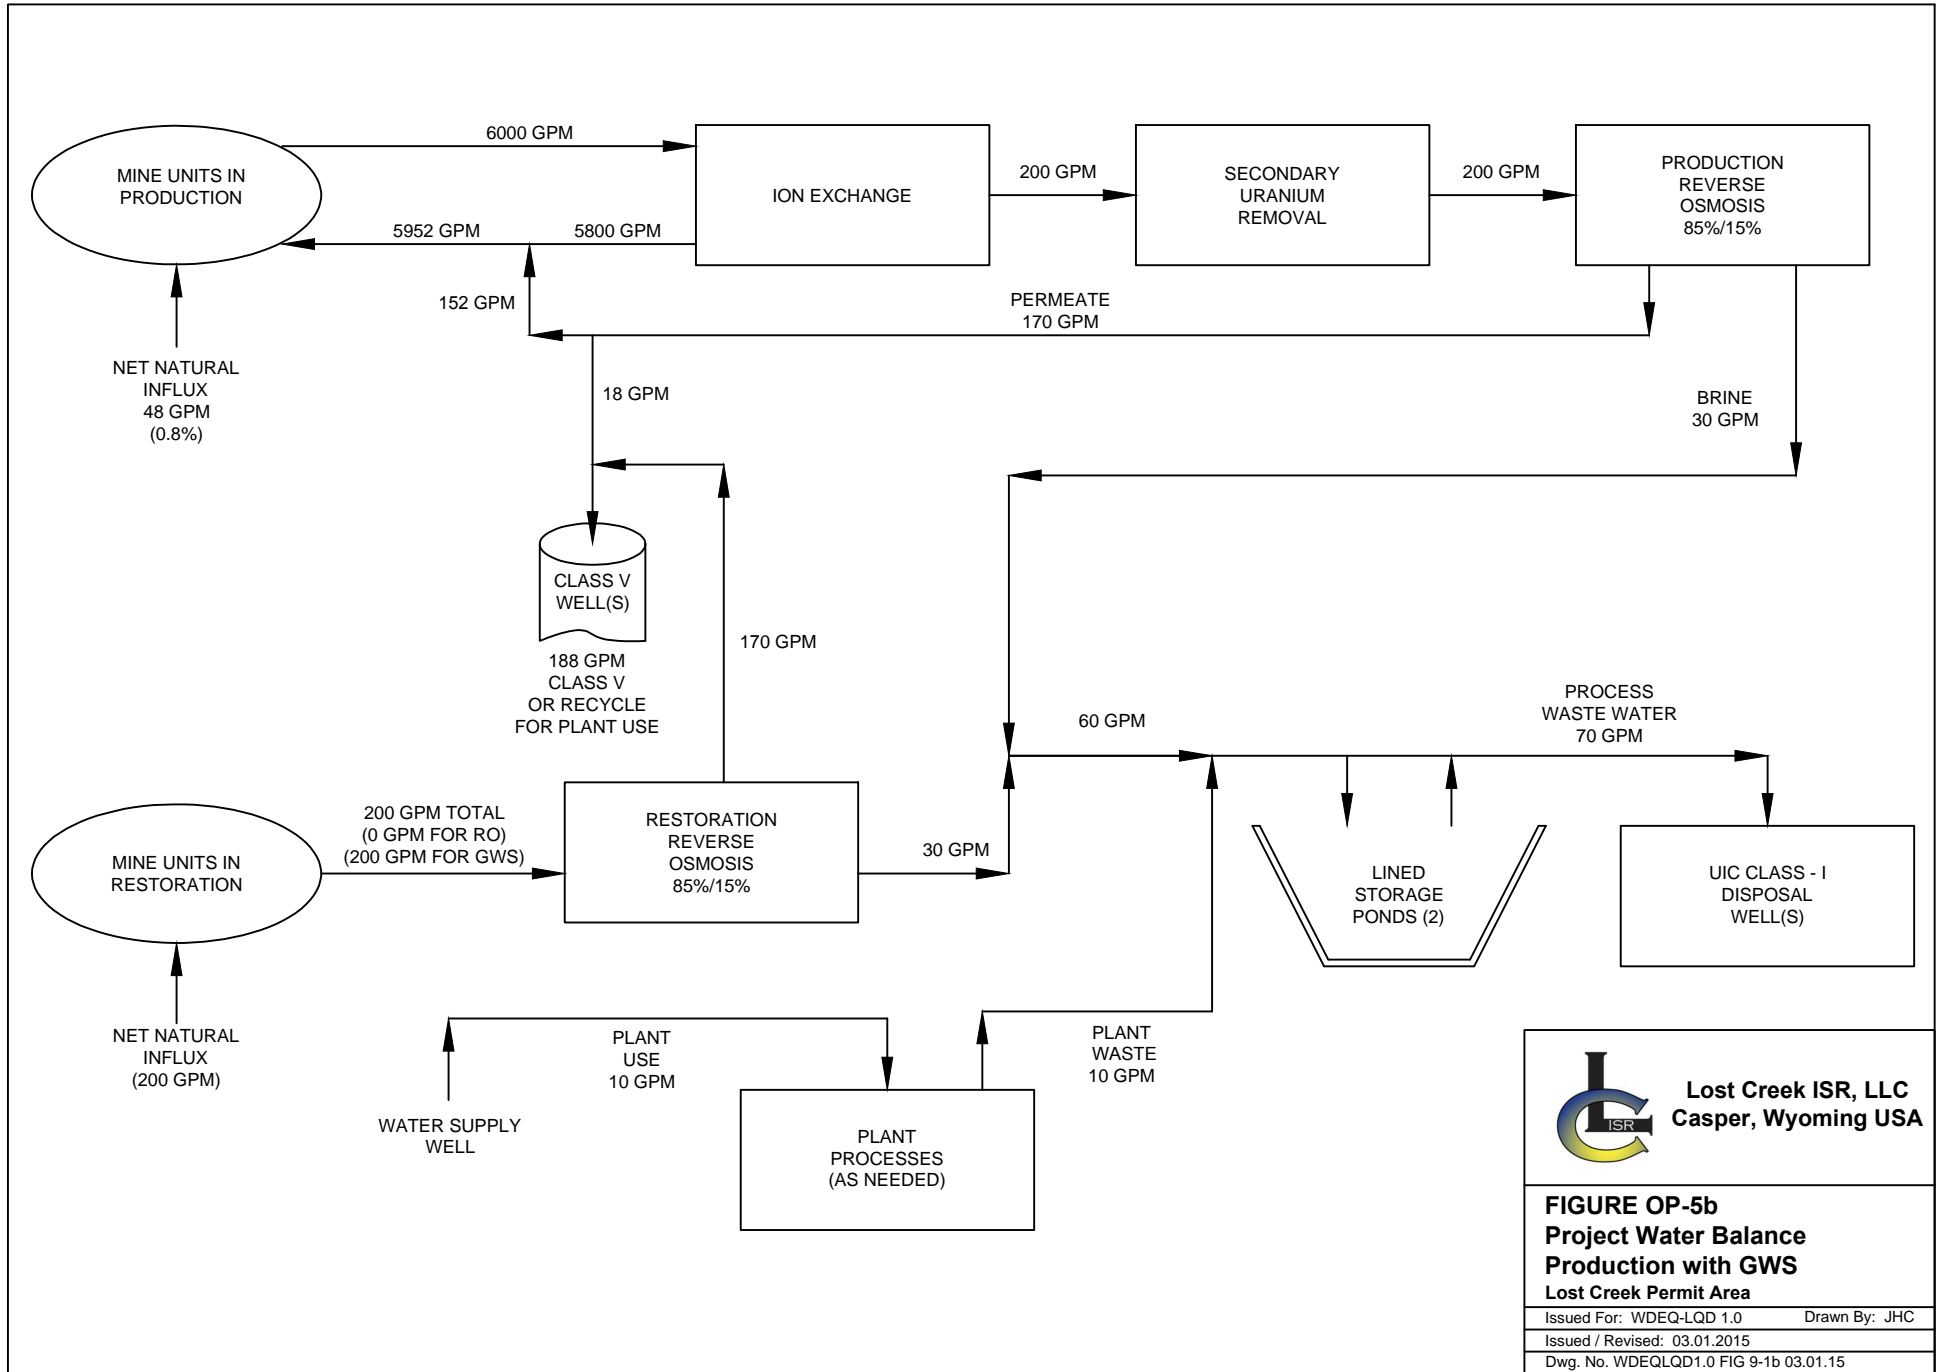 6000 GPM
MINE UNITS IN
PRODUCTION
ION EXCHANGE
200 GPM
SECONDARY
URANIUM
REMOVAL
200 GPM
PRODUCTION
REVERSE
OSMOSIS
85%/15%
5952 GPM
5800 GPM
152 GPM
PERMEATE
170 GPM
NET NATURAL
INFLUX
48 GPM
(0.8%)
18 GPM
BRINE
30 GPM
CLASS V
WELL(S)
170 GPM
188 GPM
CLASS V
OR RECYCLE
FOR PLANT USE
60 GPM
PROCESS
WASTE WATER
70 GPM
MINE UNITS IN
RESTORATION
200 GPM TOTAL
(0 GPM FOR RO)
(200 GPM FOR GWS)
RESTORATION
REVERSE
OSMOSIS
85%/15%
30 GPM
LINED
STORAGE
PONDS (2)
UIC CLASS - I
DISPOSAL
WELL(S)
NET NATURAL
INFLUX
(200 GPM)
PLANT
USE
10 GPM
PLANT
WASTE
10 GPM
WATER SUPPLY
WELL
PLANT
PROCESSES
(AS NEEDED)
LC
ISR
Lost Creek ISR, LLC
Casper, Wyoming USA
FIGURE OP-5b
Project Water Balance
Production with GWS
Lost Creek Permit Area
Issued For: WDEQ-LQD 1.0 Drawn By: JHC
Issued / Revised: 03.01.2015
Dwg. No. WDEQLQD1.0 FIG 9-1b 03.01.15